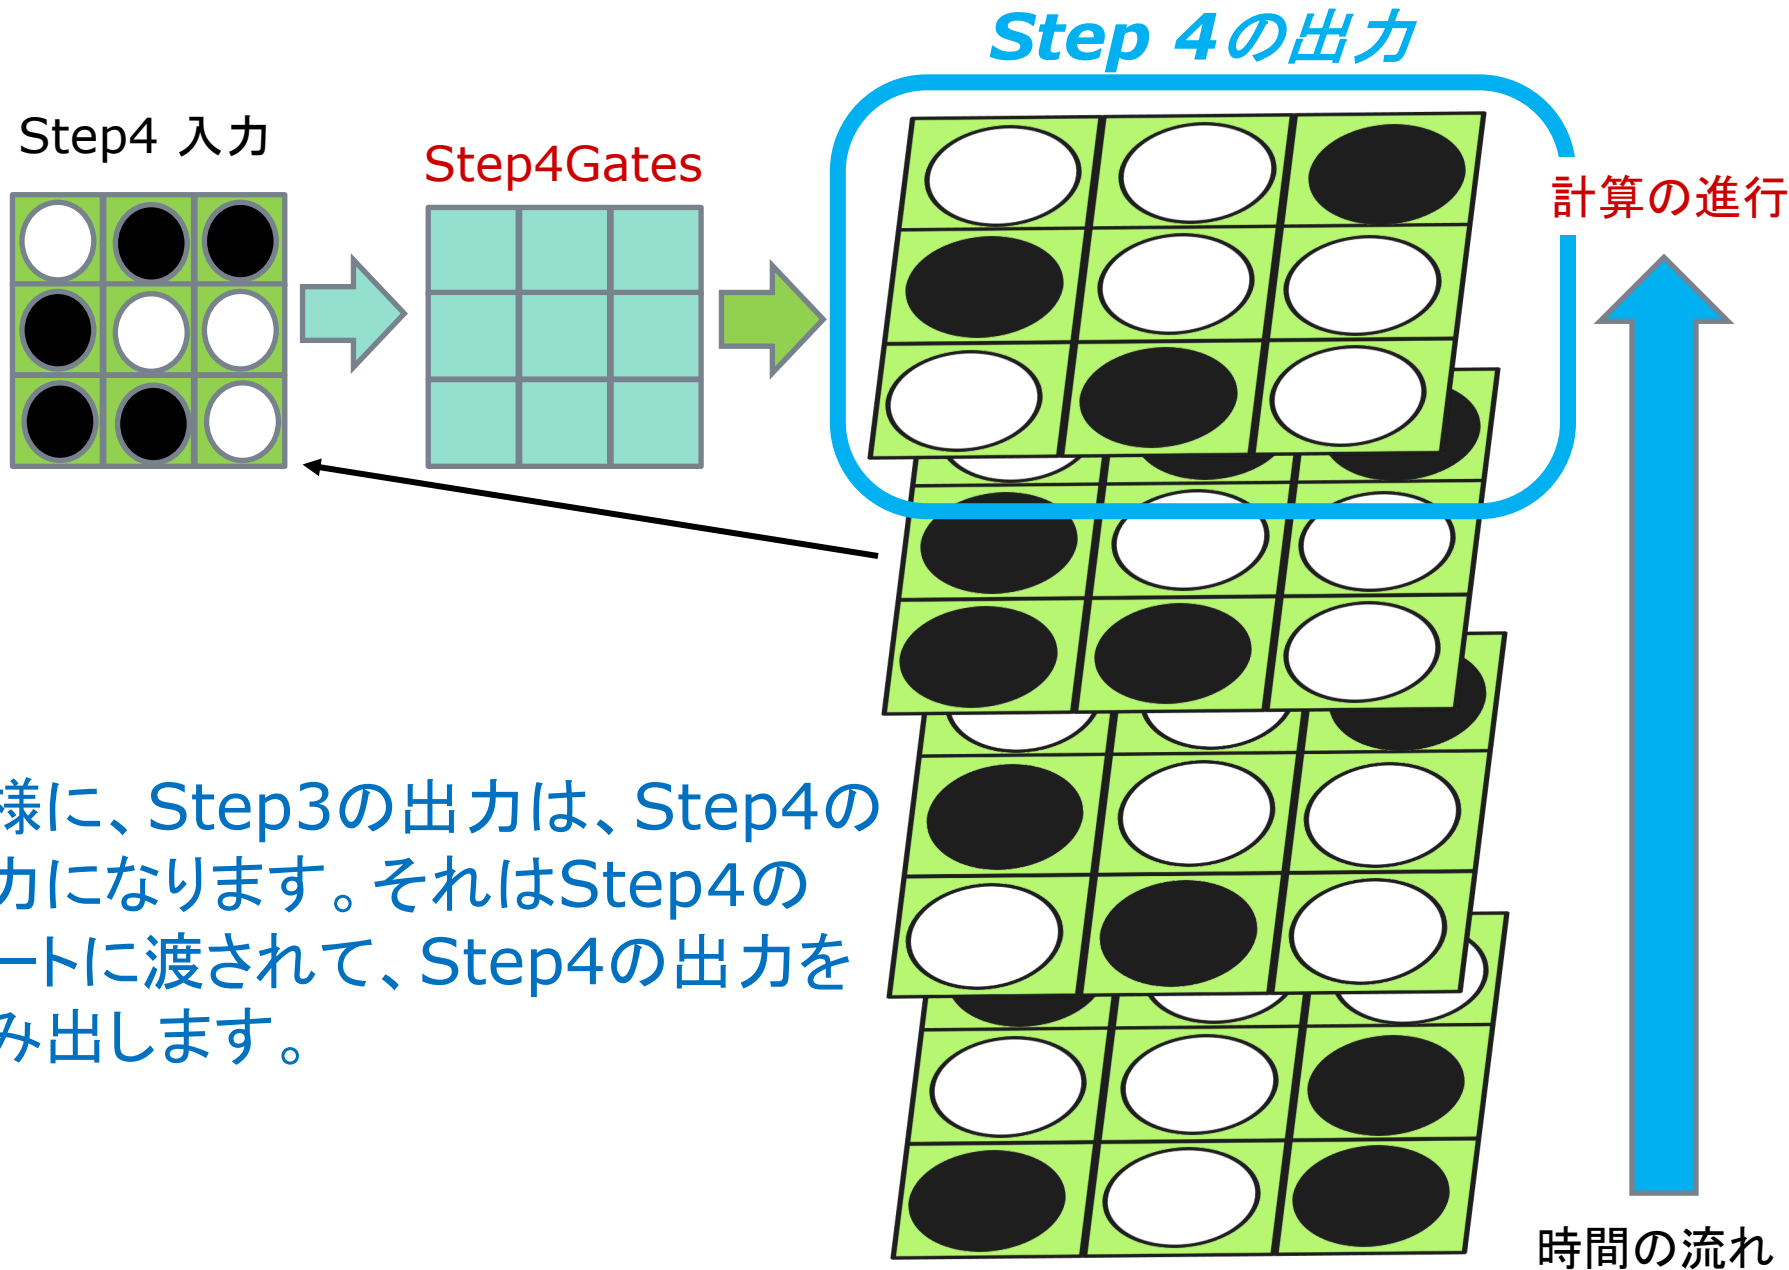 Step 4の出力
Step4 入力
Step4Gates
計算の進行
様に、Step3の出力は、Step4の
力になります。それはStep4の
ートに渡されて、Step4の出力を
み出します。
時間の流れ